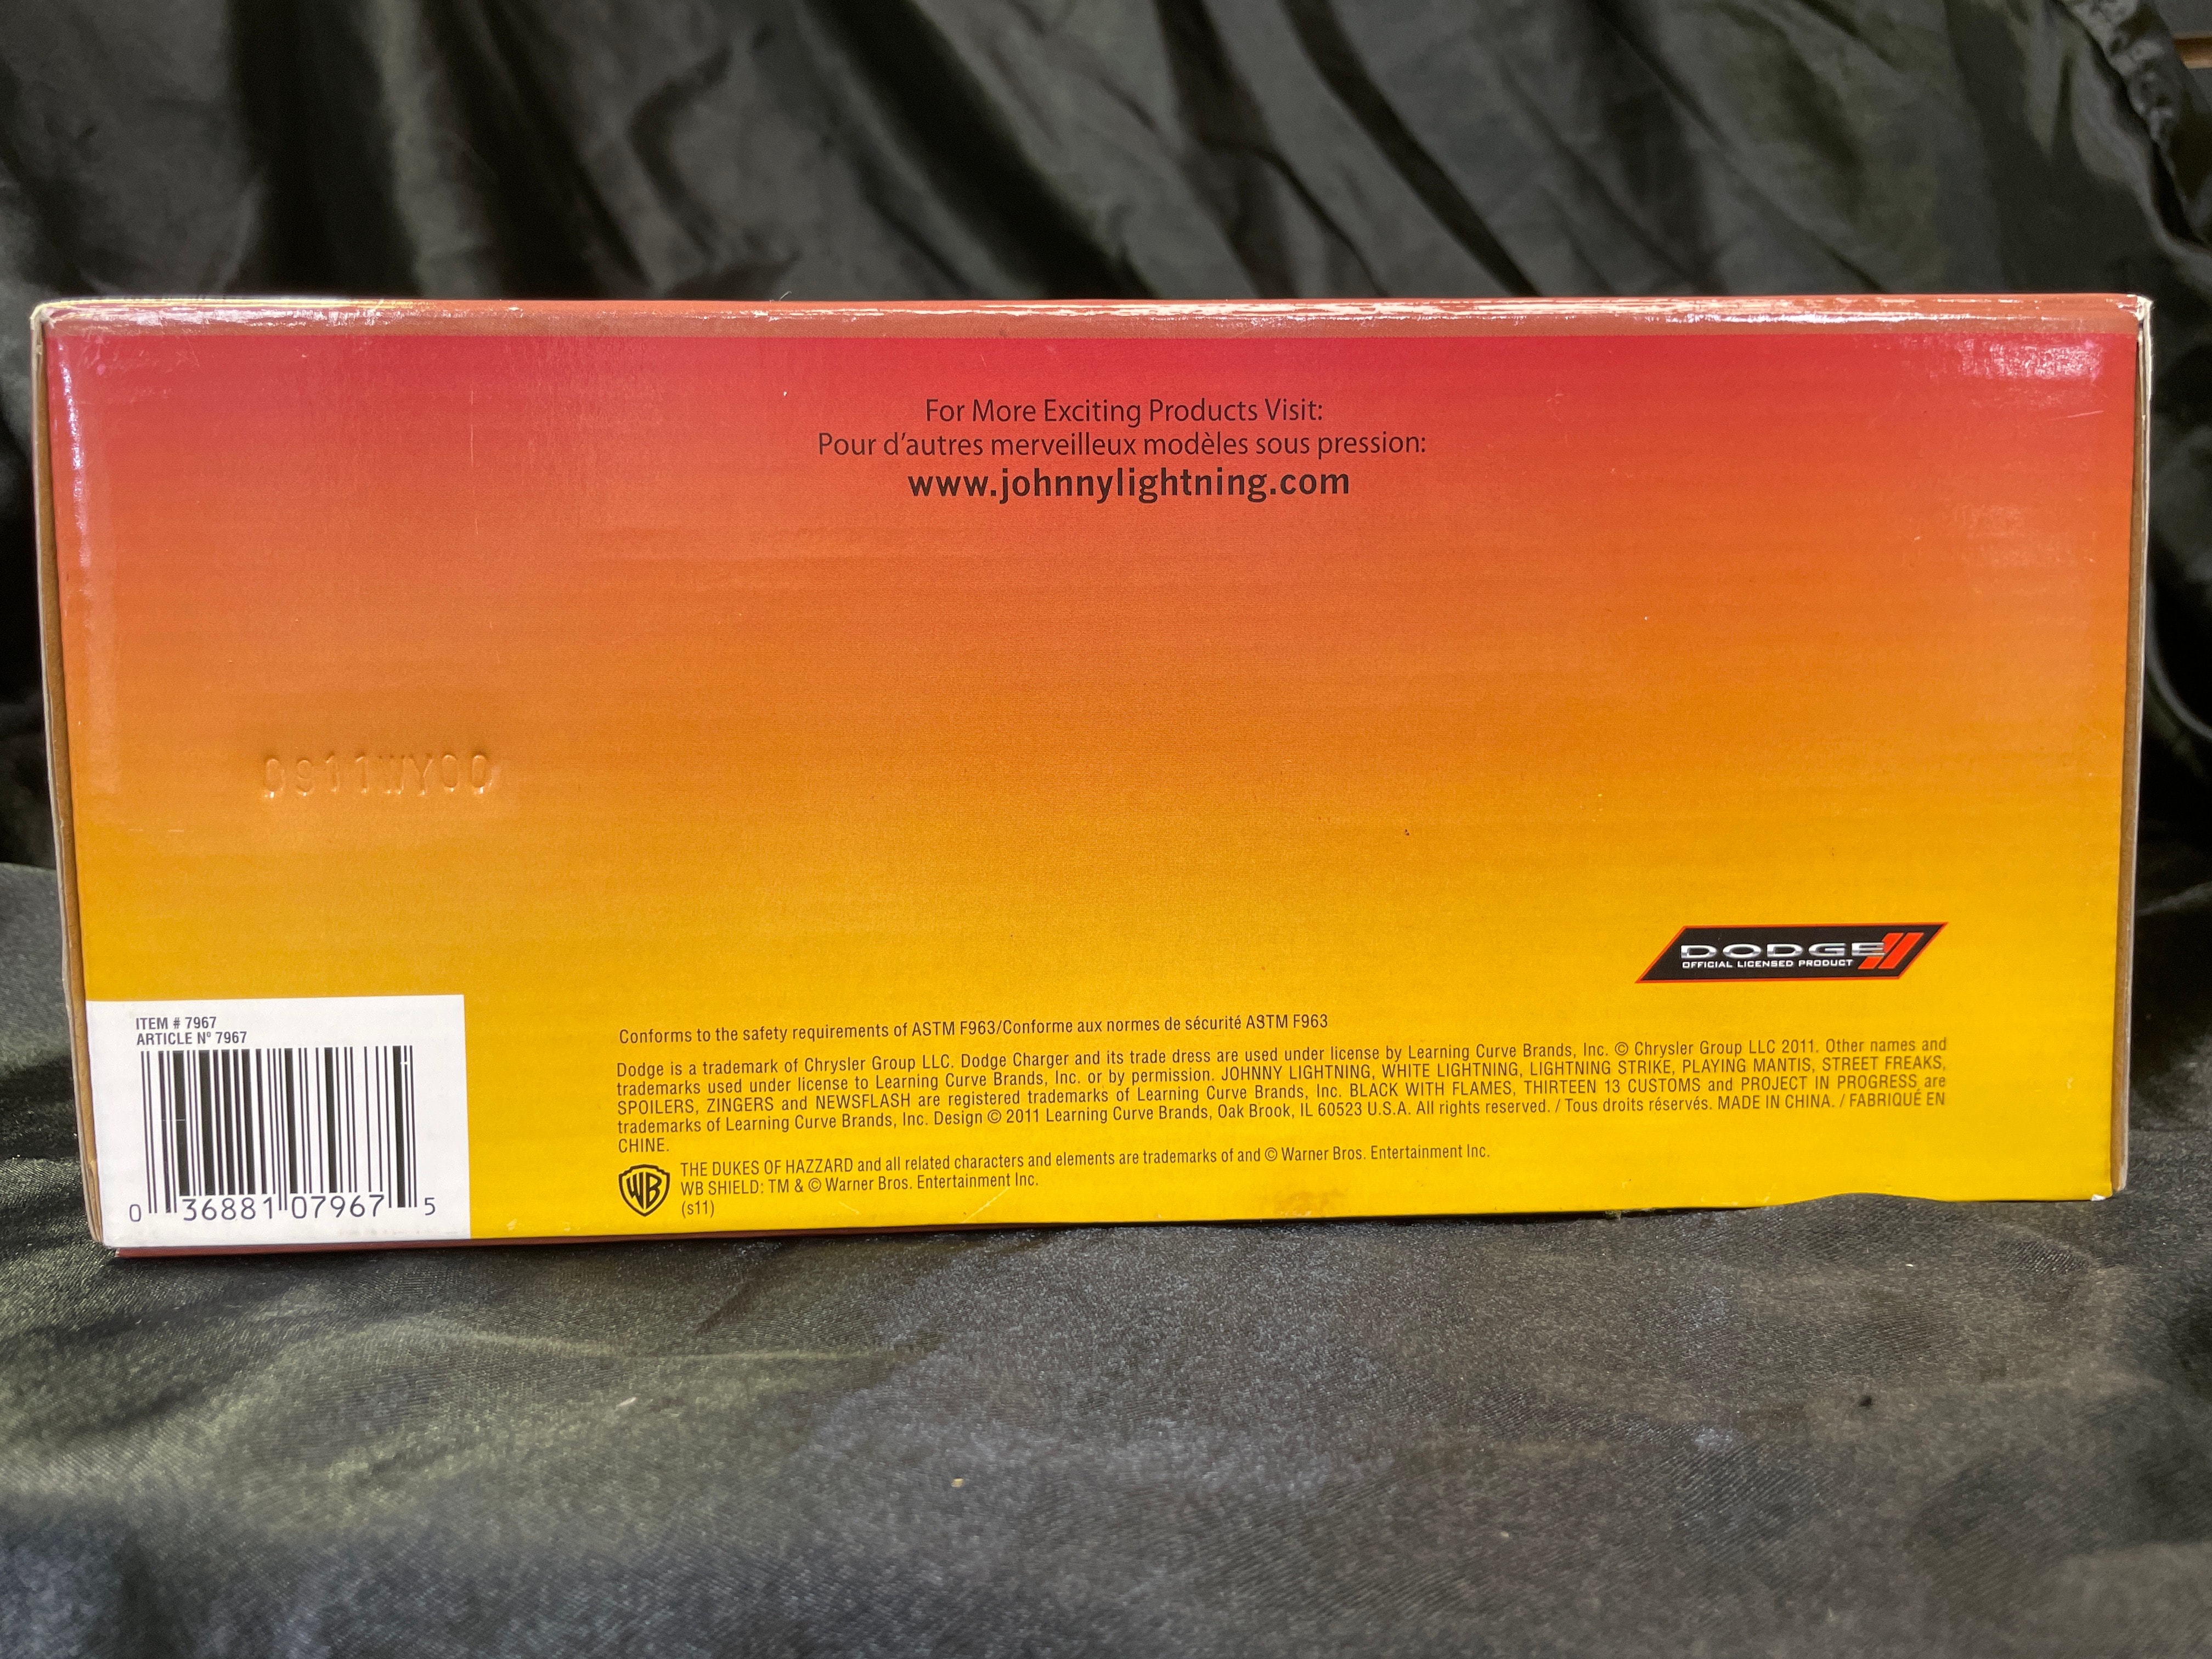 For More Exciting Products Visit:
Pour d'autres merveilleux modèles sous pression:
www.johnnylightning.com
0911WY00
DODGE
OFFICIAL LICENSED PRODUCT
ITEM # 7967
ARTICLE Nº 7967
0 36881 07967 5
Conforms to the safety requirements of ASTM F963/Conforme aux normes de sécurité ASTM F963
Dodge is a trademark of Chrysler Group LLC. Dodge Charger and its trade dress are used under license by Learning Curve Brands, Inc. © Chrysler Group LLC 2011. Other names and
trademarks used under license to Learning Curve Brands, Inc. or by permission. JOHNNY LIGHTNING, WHITE LIGHTNING, LIGHTNING STRIKE, PLAYING MANTIS, STREET FREAKS,
SPOILERS, ZINGERS and NEWSFLASH are registered trademarks of Learning Curve Brands, Inc. BLACK WITH FLAMES, THIRTEEN 13 CUSTOMS and PROJECT IN PROGRESS are
trademarks of Learning Curve Brands, Inc. Design © 2011 Learning Curve Brands, Oak Brook, IL 60523 U.S.A. All rights reserved. / Tous droits réservés. MADE IN CHINA. / FABRIQUÉ EN
CHINE.
WB
THE DUKES OF HAZZARD and all related characters and elements are trademarks of and © Warner Bros. Entertainment Inc.
WB SHIELD: TM & © Warner Bros. Entertainment Inc.
(s11)